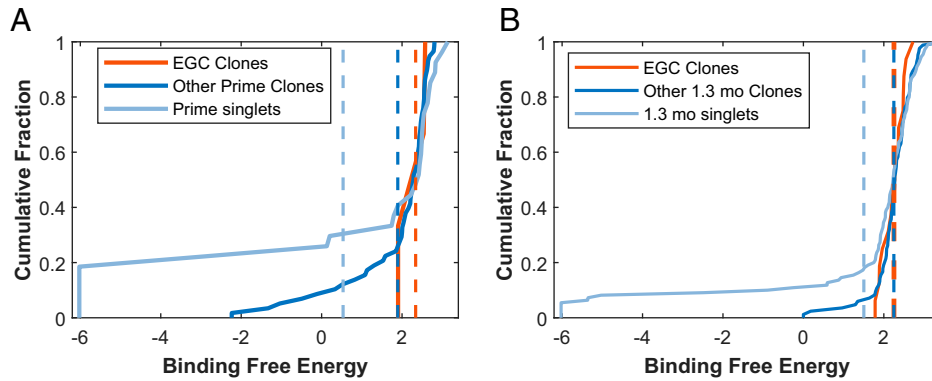 A
B
EGC Clones
Other Prime Clones
Prime singlets
EGC Clones
Other 1.3 mo Clones
1.3 mo singlets
Cumulative Fraction
1
0.8
0.6
0.4
0.2
0
-6 -4 -2 0 2
Binding Free Energy
Cumulative Fraction
1
0.8
0.6
0.4
0.2
0
-6 -4 -2 0 2
Binding Free Energy